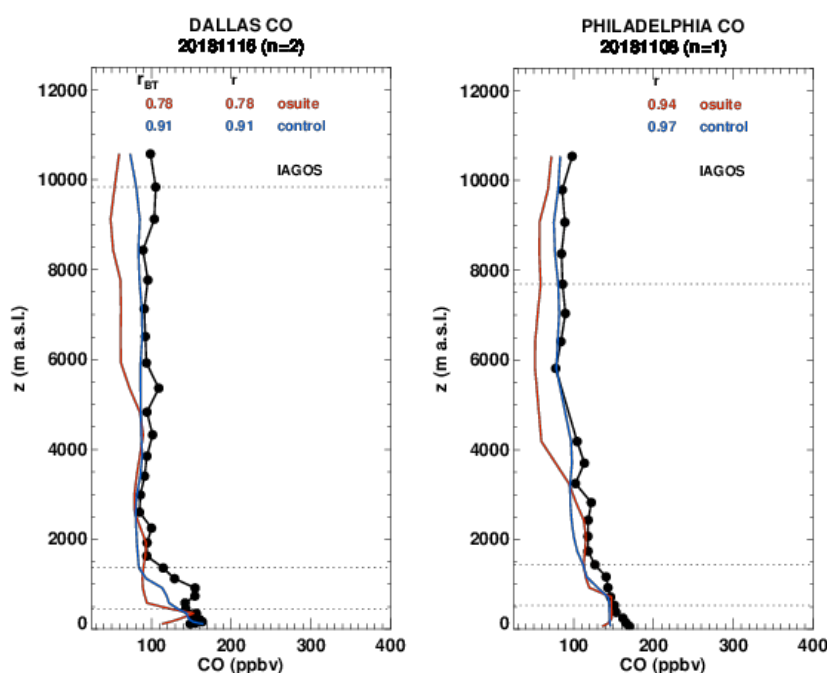 DALLAS CO
20181116 (n=2)
r_BT r
0.78 0.78 osuite
0.91 0.91 control
IAGOS
12000
10000
8000
6000
4000
2000
0
z (m a.s.l.)
100 200 300 400
CO (ppbv)
PHILADELPHIA CO
20181108 (n=1)
r
0.94 osuite
0.97 control
IAGOS
12000
10000
8000
6000
4000
2000
0
z (m a.s.l.)
100 200 300 400
CO (ppbv)